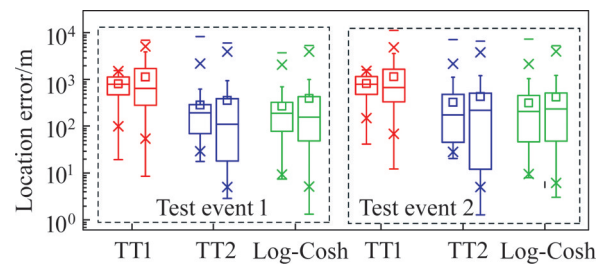 Location error/m
10⁴
10³
10²
10¹
10⁰
Test event 1
Test event 2
TT1 TT2 Log-Cosh TT1 TT2 Log-Cosh